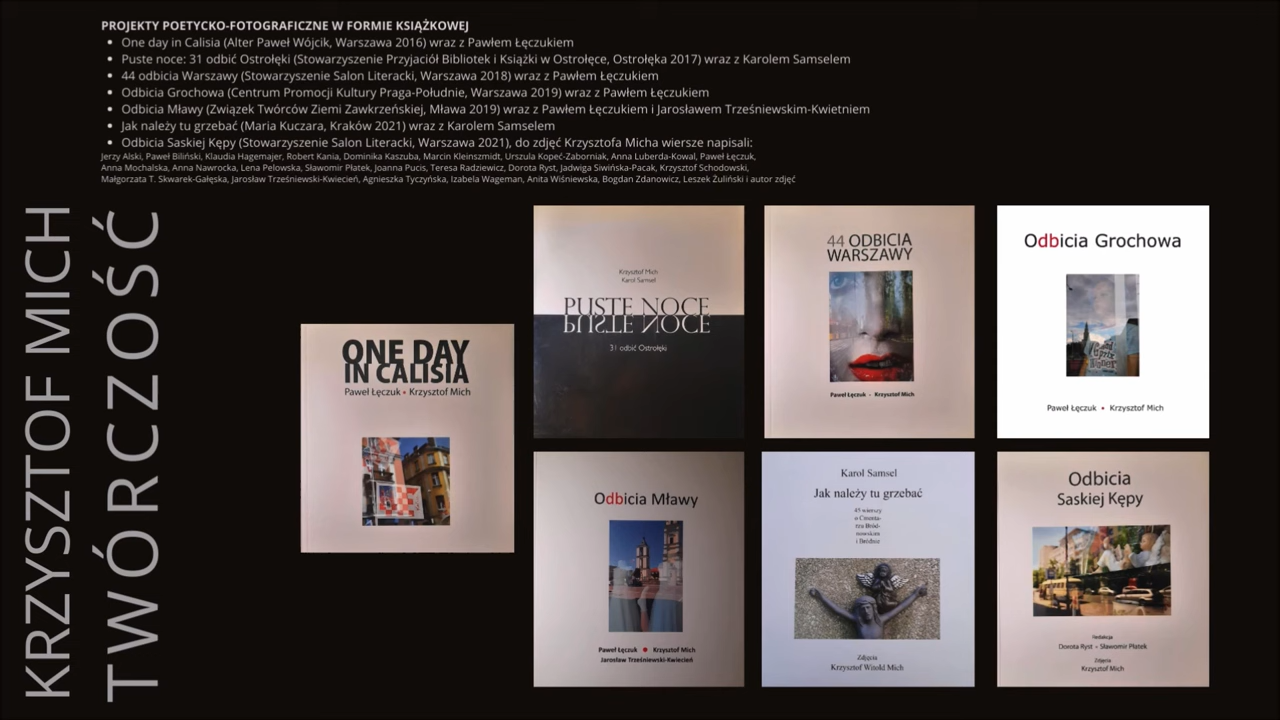 PROJEKTY POETYCKO-FOTOGRAFICZNE W FORMIE KSIĄŻKOWEJ
• One day in Calisia (Alter Paweł Wójcik, Warszawa 2016) wraz z Pawłem Łęczukiem
• Puste noce: 31 odbić Ostrołęki (Stowarzyszenie Przyjaciół Bibliotek i Książki w Ostrołęce, Ostrołęka 2017) wraz z Karolem Samselem
• 44 odbicia Warszawy (Stowarzyszenie Salon Literacki, Warszawa 2018) wraz z Pawłem Łęczukiem
• Odbicia Grochowa (Centrum Promocji Kultury Praga-Południe, Warszawa 2019) wraz z Pawłem Łęczukiem
• Odbicia Mławy (Związek Twórców Ziemi Zawkrzeńskiej, Mława 2019) wraz z Pawłem Łęczukiem i Jarosławem Trześniewskim-Kwietniem
• Jak należy tu grzebać (Maria Kuczara, Kraków 2021) wraz z Karolem Samselem
• Odbicia Saskiej Kępy (Stowarzyszenie Salon Literacki, Warszawa 2021), do zdjęć Krzysztofa Micha wiersze napisali:
Jerzy Alski, Paweł Biliński, Klaudia Hagemajer, Robert Kania, Dominika Kaszuba, Marcin Kleinszmidt, Urszula Kopeć-Zaborniak, Anna Luberda-Kowal, Paweł Łęczuk,
Anna Mochalska, Anna Nawrocka, Lena Pelowska, Sławomir Płatek, Joanna Pucis, Teresa Radziewicz, Dorota Ryst, Jadwiga Siwińska-Pacak, Krzysztof Schodowski,
Małgorzata T. Skwarek-Gałęska, Jarosław Trześniewski-Kwiecień, Agnieszka Tyczyńska, Izabela Wageman, Anita Wiśniewska, Bogdan Zdanowicz, Leszek Żuliński i autor zdjęć
KRZYSZTOF MICH
TWÓRCZOŚĆ
ONE DAY
IN CALISIA
Paweł Łęczuk • Krzysztof Mich
Krzysztof Mich
Karol Samsel
PUSTE NOCE
PUSTE NOCE
31 odbić Ostrołęki
44 ODBICIA
WARSZAWY
Paweł Łęczuk • Krzysztof Mich
Odbicia Grochowa
Paweł Łęczuk • Krzysztof Mich
Odbicia Mławy
Paweł Łęczuk • Krzysztof Mich
Jarosław Trześniewski-Kwiecień
Karol Samsel
Jak należy tu grzebać
45 wierszy
o Cmenta-
rzu Bród-
nowskim
i Bródnie
Zdjęcia
Krzysztof Witold Mich
Odbicia
Saskiej Kępy
Redakcja
Dorota Ryst • Sławomir Płatek
Zdjęcia
Krzysztof Mich